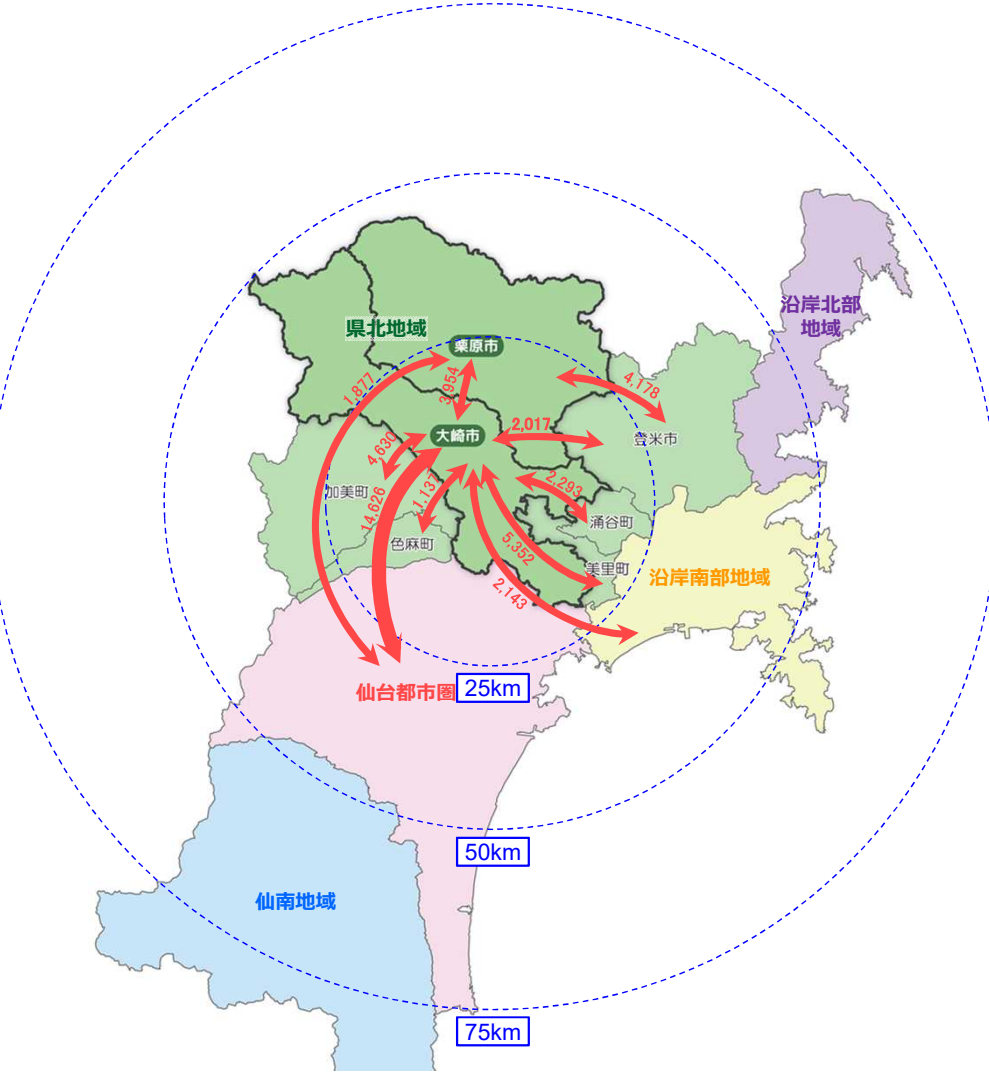 沿岸北部
地域
県北地域
栗原市
1,877
3,954
4,178
2,017
大崎市
登米市
4,630
加美町
14,626
1,137
2,293
涌谷町
色麻町
5,352
美里町
沿岸南部地域
2,143
仙台都市圏
25km
50km
仙南地域
75km